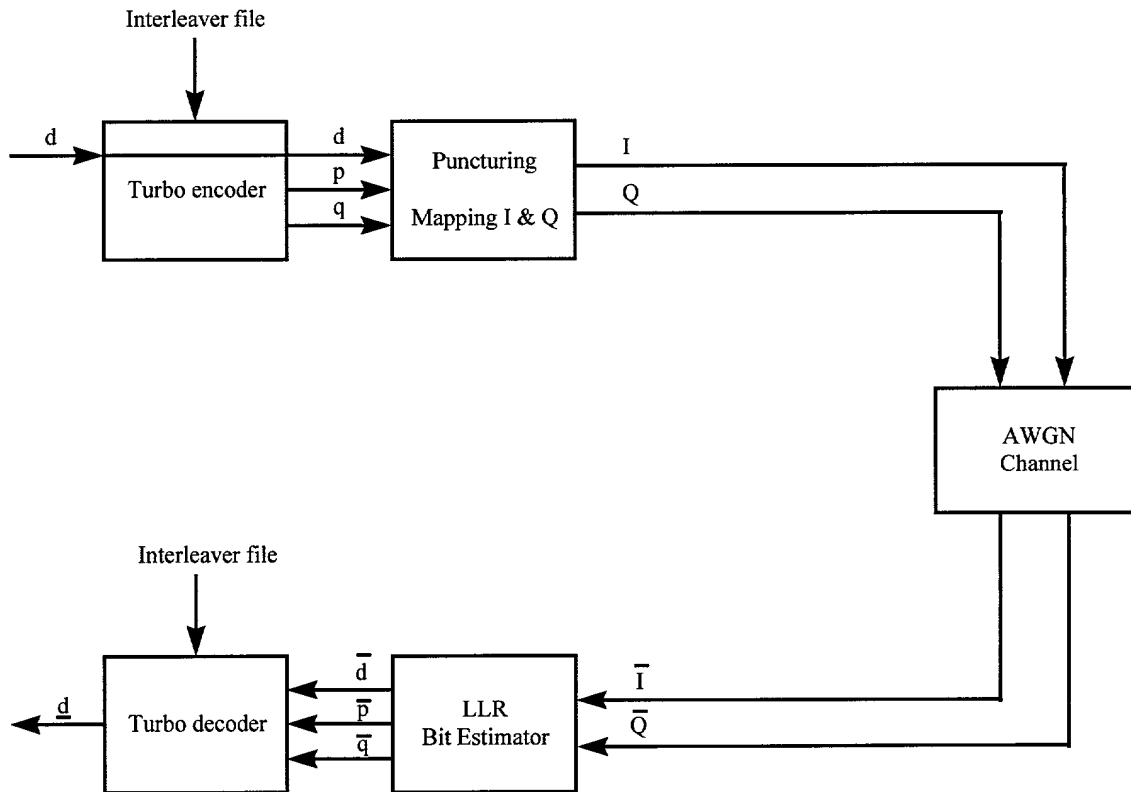 Interleaver file
d
Turbo encoder
d
p
q
Puncturing
Mapping I & Q
I
Q
AWGN
Channel
Interleaver file
d̲
Turbo decoder
d̅
p̅
q̅
LLR
Bit Estimator
I̅
Q̅